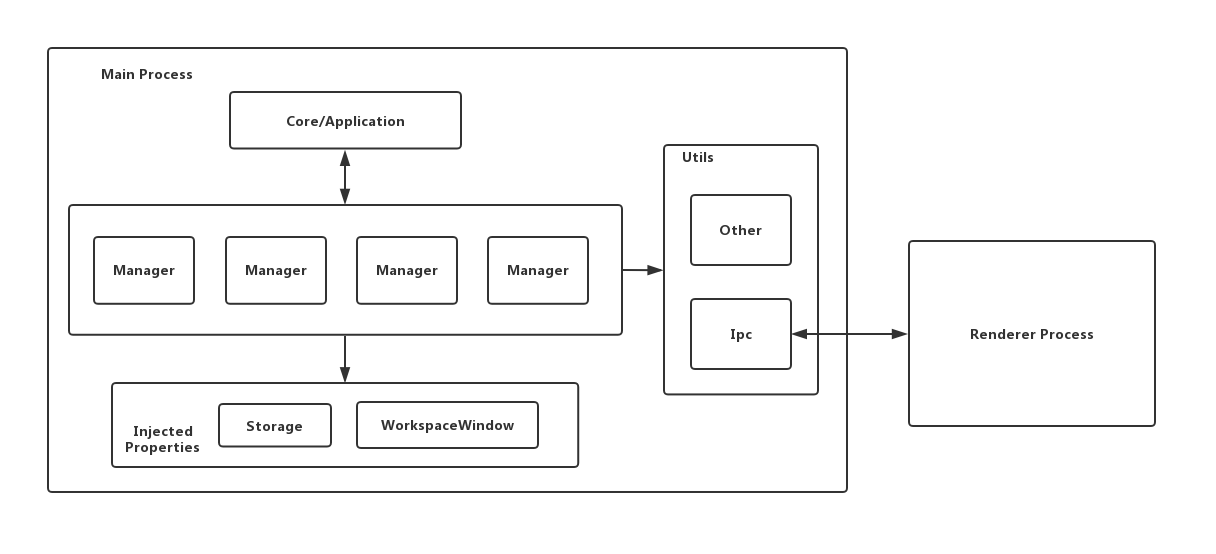 Main Process
Core/Application
Utils
Other
Manager
Manager
Manager
Manager
Ipc
Renderer Process
Injected
Properties
Storage
WorkspaceWindow